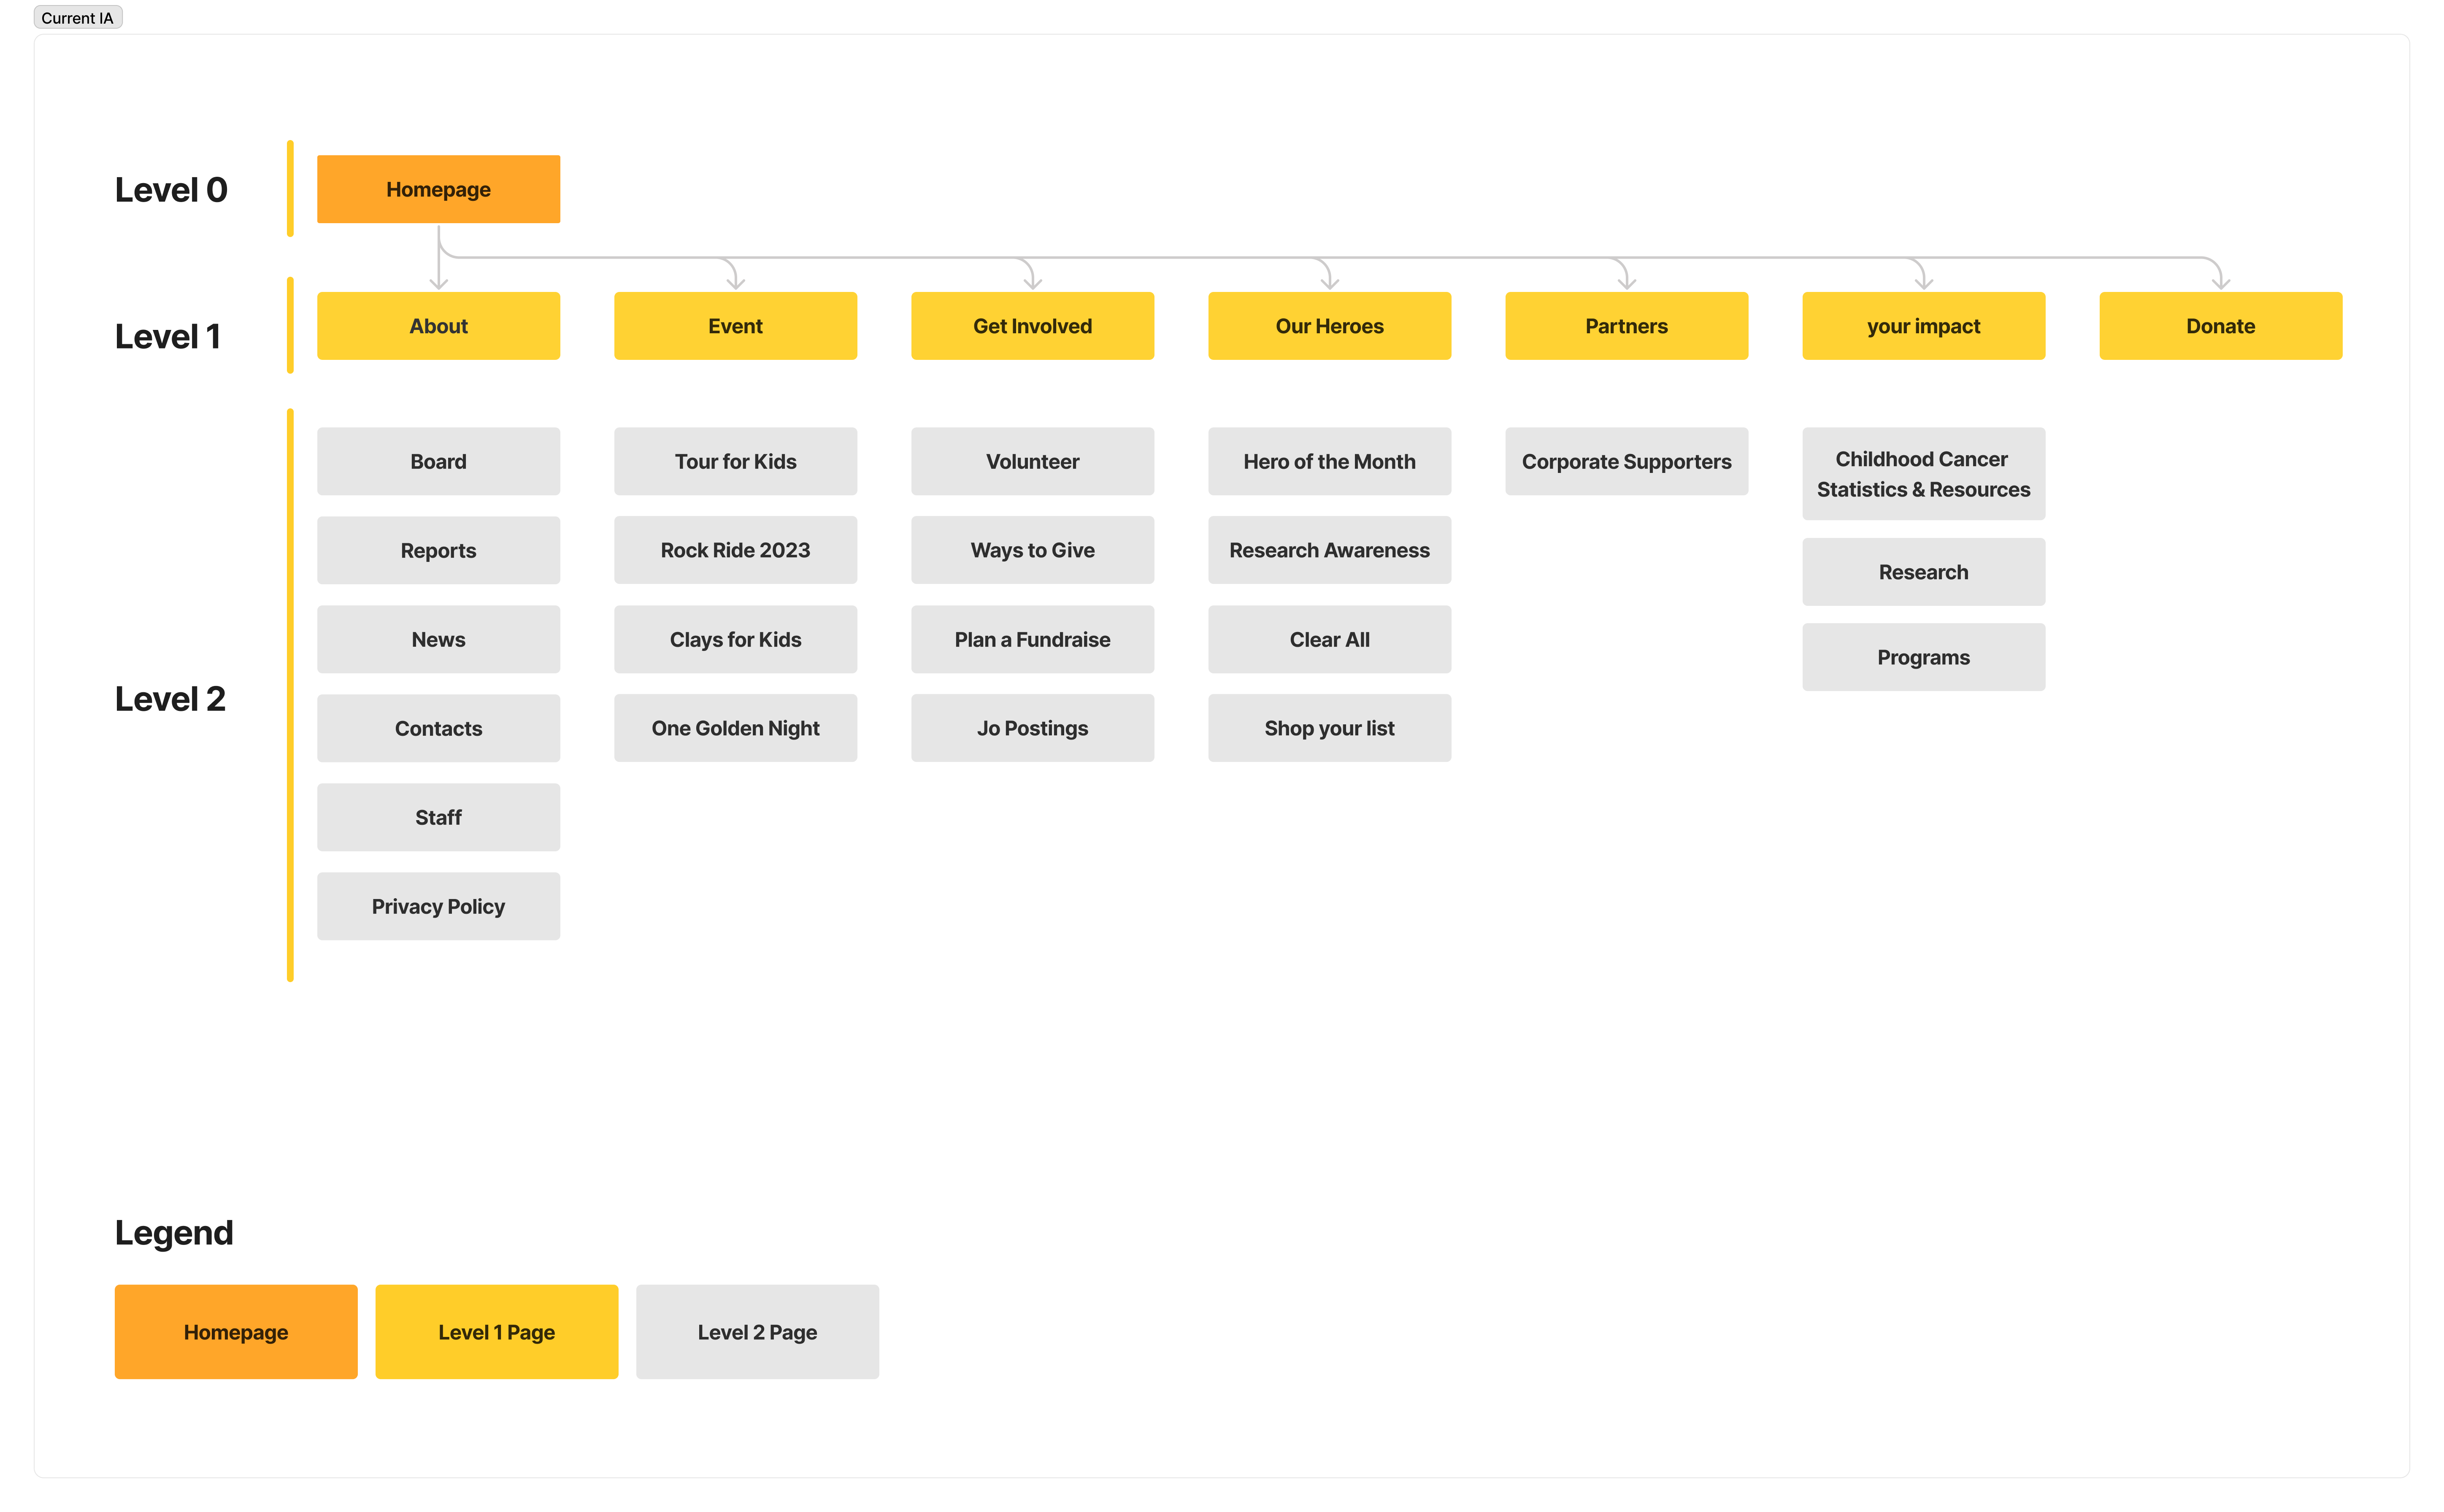 Current IA
Level 0
Homepage
Level 1
About
Event
Get Involved
Our Heroes
Partners
your impact
Donate
Level 2
Board
Tour for Kids
Volunteer
Hero of the Month
Corporate Supporters
Childhood Cancer
Statistics & Resources
Reports
Rock Ride 2023
Ways to Give
Research Awareness
Research
News
Clays for Kids
Plan a Fundraise
Clear All
Programs
Contacts
One Golden Night
Jo Postings
Shop your list
Staff
Privacy Policy
Legend
Homepage
Level 1 Page
Level 2 Page